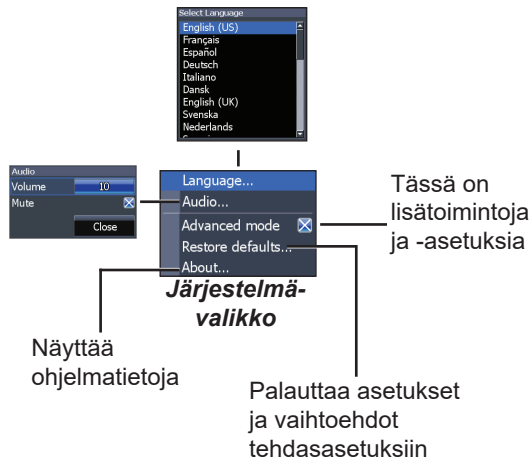 Select Language
English (US)
Français
Español
Deutsch
Italiano
Dansk
English (UK)
Svenska
Nederlands
Audio
Volume 10
Mute
Close
Language...
Audio...
Advanced mode
Restore defaults...
About...
Järjestelmä-
valikko
Tässä on
lisätoimintoja
ja -asetuksia
Näyttää
ohjelmatietoja
Palauttaa asetukset
ja vaihtoehdot
tehdasasetuksiin